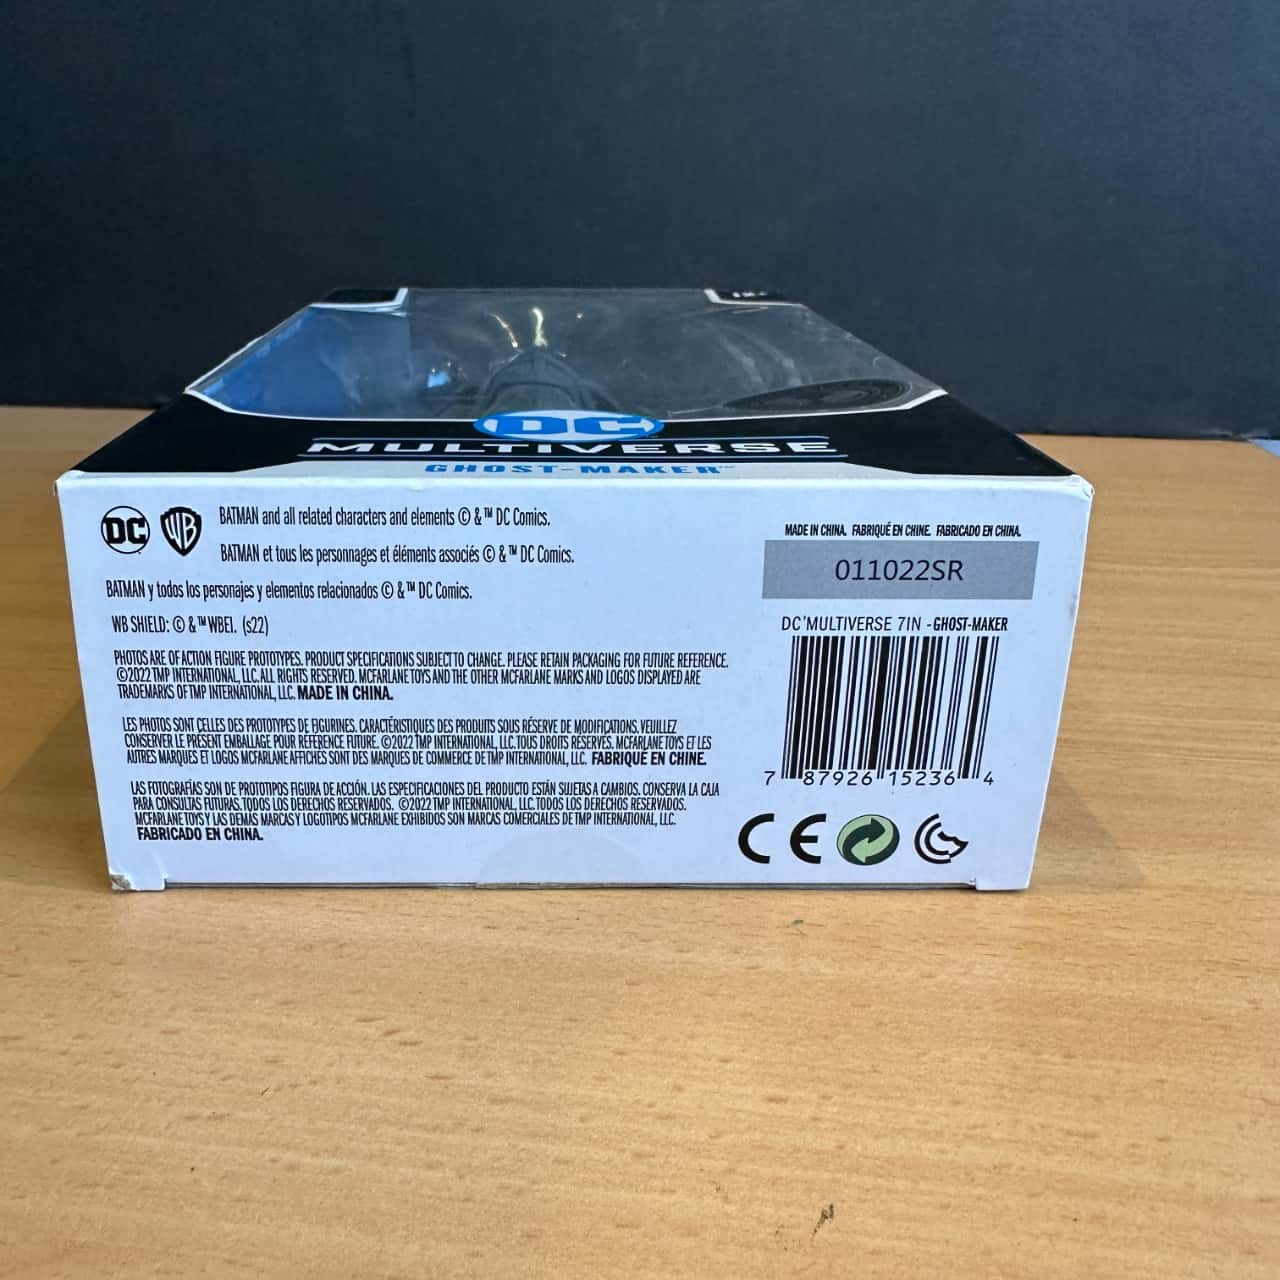 DC
MULTIVERSE
GHOST-MAKER™
DC WB BATMAN and all related characters and elements © & ™ DC Comics.
BATMAN et tous les personnages et éléments associés © & ™ DC Comics.
BATMAN y todos los personajes y elementos relacionados © & ™ DC Comics.
WB SHIELD: © & ™ WBEI. (s22)
PHOTOS ARE OF ACTION FIGURE PROTOTYPES. PRODUCT SPECIFICATIONS SUBJECT TO CHANGE. PLEASE RETAIN PACKAGING FOR FUTURE REFERENCE.
©2022 TMP INTERNATIONAL, LLC. ALL RIGHTS RESERVED. MCFARLANE TOYS AND THE OTHER MCFARLANE MARKS AND LOGOS DISPLAYED ARE
TRADEMARKS OF TMP INTERNATIONAL, LLC. MADE IN CHINA.
LES PHOTOS SONT CELLES DES PROTOTYPES DE FIGURINES. CARACTÉRISTIQUES DES PRODUITS SOUS RÉSERVE DE MODIFICATIONS. VEUILLEZ
CONSERVER LE PRÉSENT EMBALLAGE POUR RÉFÉRENCE FUTURE. ©2022 TMP INTERNATIONAL, LLC. TOUS DROITS RÉSERVÉS. MCFARLANE TOYS ET LES
AUTRES MARQUES ET LOGOS MCFARLANE AFFICHÉS SONT DES MARQUES DE COMMERCE DE TMP INTERNATIONAL, LLC. FABRIQUÉ EN CHINE.
LAS FOTOGRAFÍAS SON DE PROTOTIPOS FIGURA DE ACCIÓN. LAS ESPECIFICACIONES DEL PRODUCTO ESTÁN SUJETAS A CAMBIOS. CONSERVA LA CAJA
PARA CONSULTAS FUTURAS. TODOS LOS DERECHOS RESERVADOS. ©2022 TMP INTERNATIONAL, LLC. TODOS LOS DERECHOS RESERVADOS.
MCFARLANE TOYS Y LAS DEMAS MARCAS Y LOGOTIPOS MCFARLANE EXHIBIDOS SON MARCAS COMERCIALES DE TMP INTERNATIONAL, LLC.
FABRICADO EN CHINA.
MADE IN CHINA. FABRIQUÉ EN CHINE. FABRICADO EN CHINA.
011022SR
DC MULTIVERSE 7IN - GHOST-MAKER
7 87926 15236 4
CE